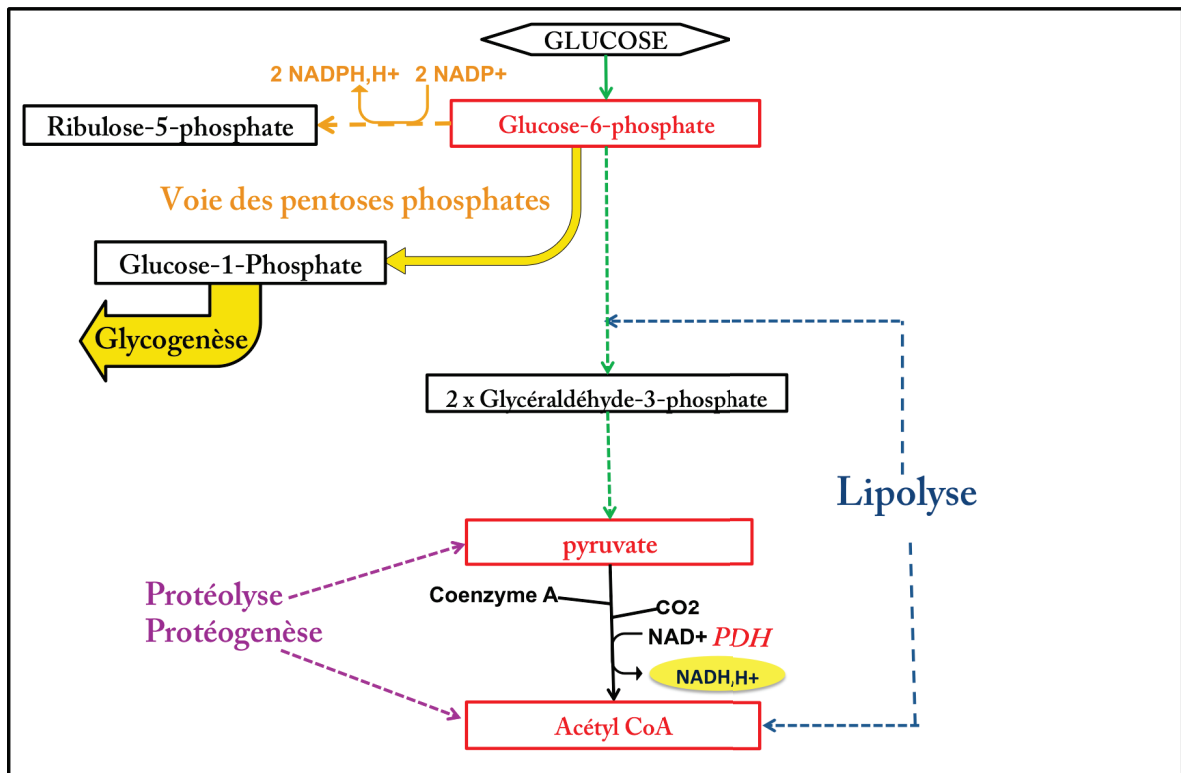 GLUCOSE
2 NADPH,H+ 2 NADP+
Ribulose-5-phosphate
Glucose-6-phosphate
Voie des pentoses phosphates
Glucose-1-Phosphate
Glycogenèse
2 x Glycéraldéhyde-3-phosphate
Lipolyse
pyruvate
Protéolyse
Protéogenèse
Coenzyme A
CO2
NAD+ PDH
NADH,H+
Acétyl CoA